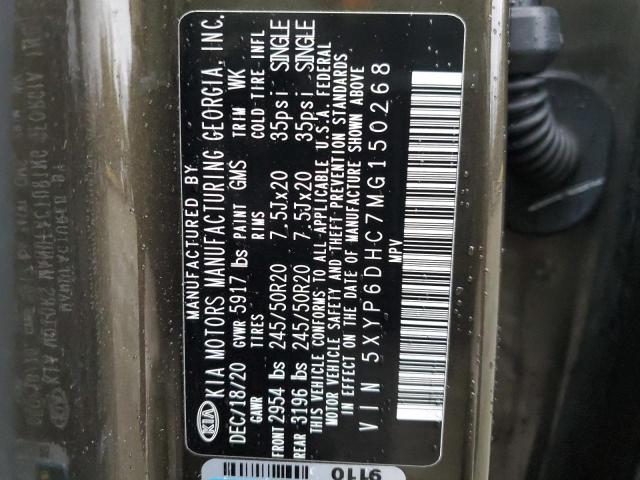 MANUFACTURED BY
KIA KIA MOTORS MANUFACTURING GEORGIA, INC.
DEC/18/20 GVWR 5917 lbs PAINT GMS TRIM WK
GAWR TIRES RIMS COLD TIRE INFL
FRONT 2954 lbs 245/50R20 7.5Jx20 35psi SINGLE
REAR 3196 lbs 245/50R20 7.5Jx20 35psi SINGLE
THIS VEHICLE CONFORMS TO ALL APPLICABLE U.S.A. FEDERAL
MOTOR VEHICLE SAFETY AND THEFT PREVENTION STANDARDS
IN EFFECT ON THE DATE OF MANUFACTURE SHOWN ABOVE
VIN 5XYP6DHC7MG150268
MPV
9110